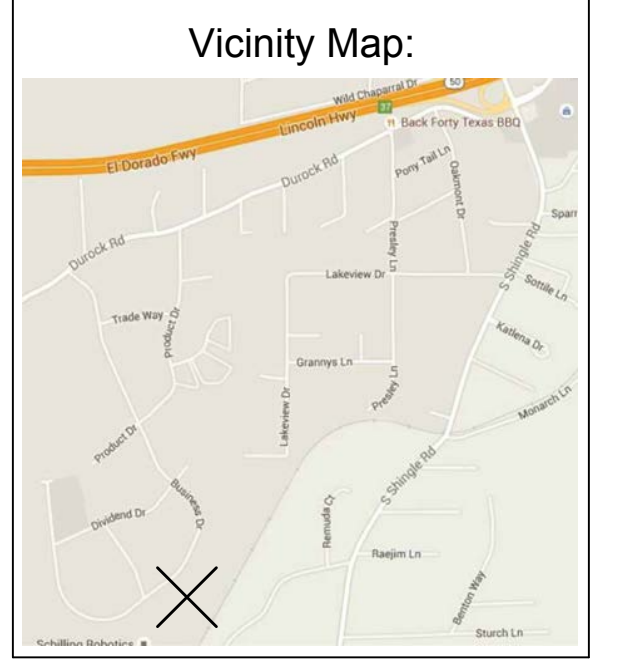 Vicinity Map:
Wild Chaparral Dr
50
37
Lincoln Hwy
Back Forty Texas BBQ
El Dorado Fwy
Durock Rd
Pony Tail Ln
Oakmont Dr
Durock Rd
Presley Ln
S Shingle Rd
Sparr
Lakeview Dr
Sottile Ln
Trade Way
Product Dr
Katlena Dr
Grannys Ln
Presley Ln
Lakeview Dr
Monarch Ln
Product Dr
S Shingle Rd
Business Dr
Dividend Dr
Remuda Ct
Raejim Ln
Benton Way
Sturch Ln
Schilling Robotics